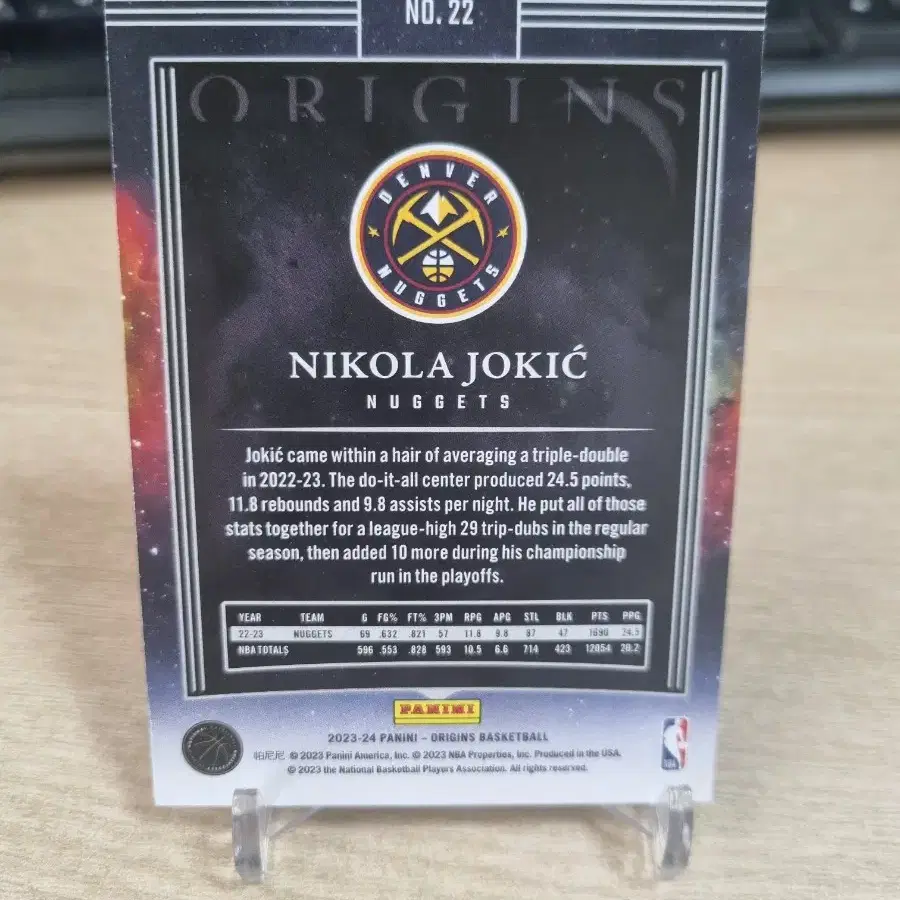 NO. 22
ORIGINS
DENVER
NUGGETS
NIKOLA JOKIĆ
NUGGETS
Jokić came within a hair of averaging a triple-double
in 2022-23. The do-it-all center produced 24.5 points,
11.8 rebounds and 9.8 assists per night. He put all of those
stats together for a league-high 29 trip-dubs in the regular
season, then added 10 more during his championship
run in the playoffs.
YEAR TEAM G FG% FT% 3PM RPG APG STL BLK PTS PPG
22-23 NUGGETS 69 .632 .821 57 11.8 9.8 87 47 1690 24.5
NBA TOTALS 596 .553 .828 593 10.5 6.6 714 423 12054 20.2
PANINI
2023-24 PANINI – ORIGINS BASKETBALL
帕尼尼 © 2023 Panini America, Inc. © 2023 NBA Properties, Inc. Produced in the USA.
© 2023 the National Basketball Players Association. All rights reserved.
NBA